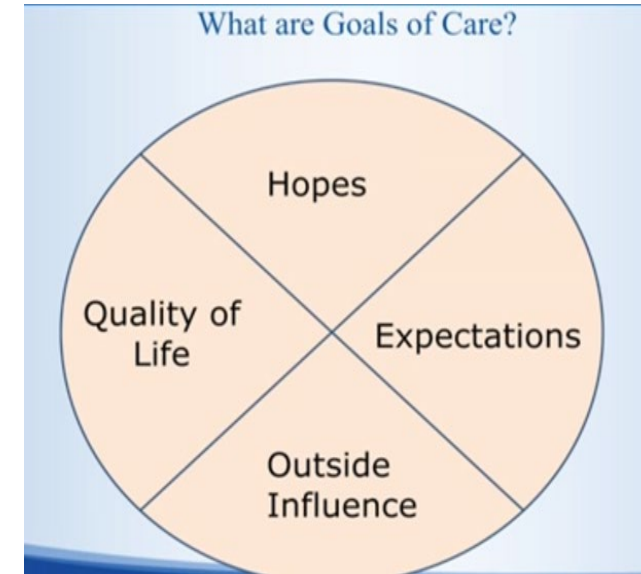 What are Goals of Care?
Hopes
Quality of
Life
Expectations
Outside
Influence